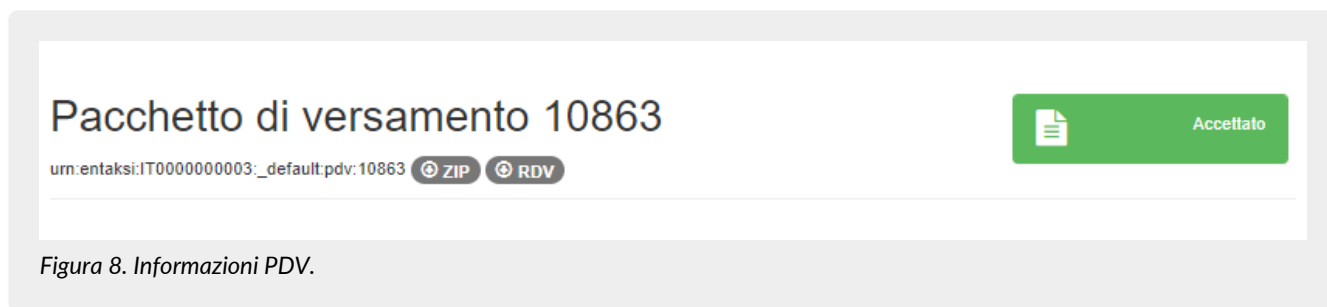 Pacchetto di versamento 10863
Accettato
urn:entaksi:IT0000000003:_default:pdv:10863 ZIP RDV
Figura 8. Informazioni PDV.